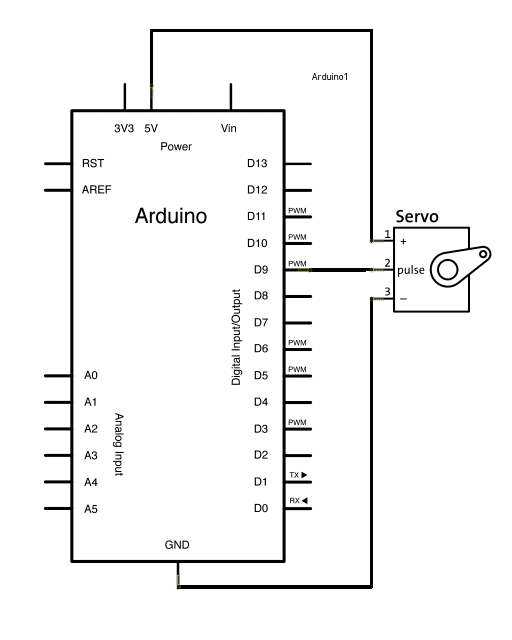 Arduino1
3V3 5V Vin
Power
RST D13
AREF D12
Arduino
D11 PWM
D10 PWM
D9 PWM
D8
D7
D6 PWM
D5 PWM
D4
D3 PWM
D2
D1 TX ▶
D0 RX ◀
Digital Input/Output
A0
A1
A2
A3
A4
A5
Analog Input
GND
Servo
1 +
2 pulse
3 –